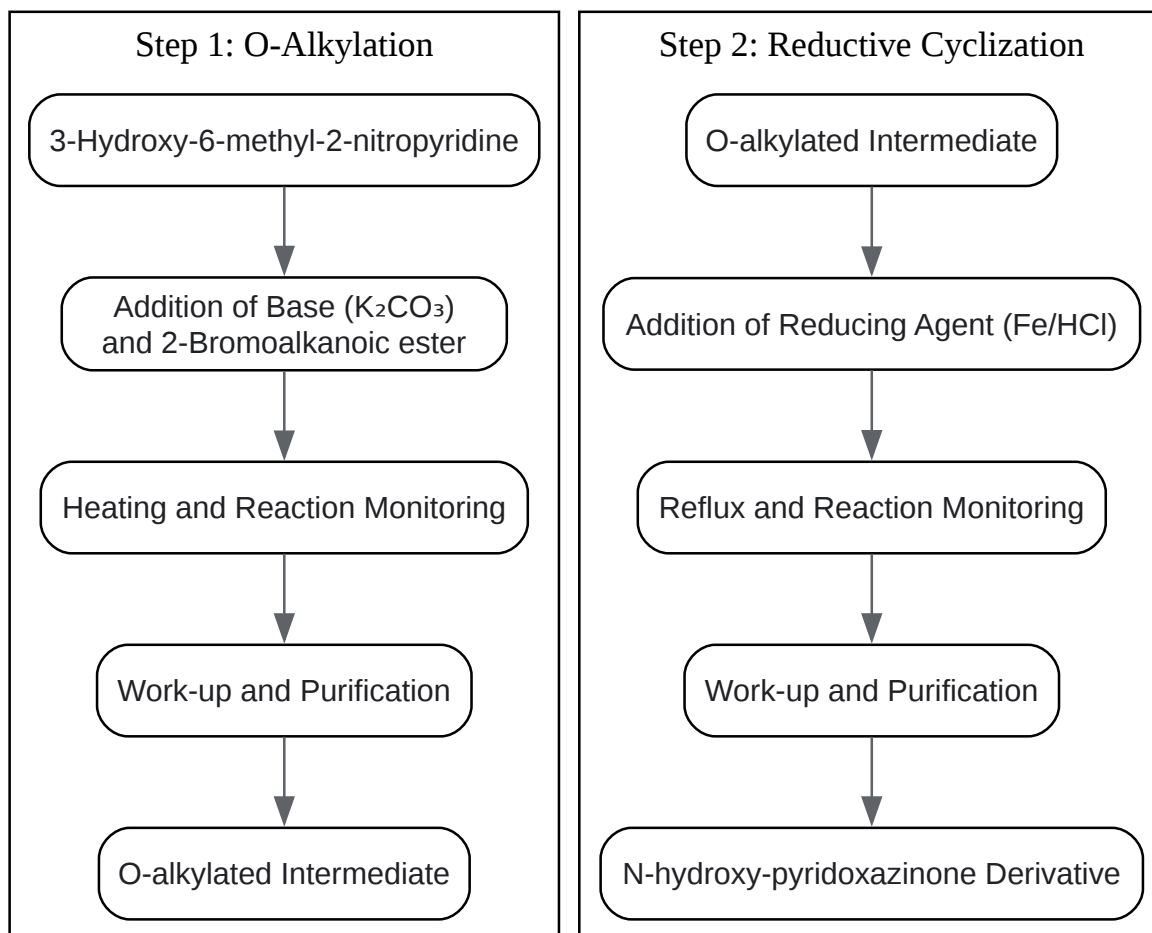 Step 1: O-Alkylation
3-Hydroxy-6-methyl-2-nitropyridine
Addition of Base (K₂CO₃)
and 2-Bromoalkanoic ester
Heating and Reaction Monitoring
Work-up and Purification
O-alkylated Intermediate
Step 2: Reductive Cyclization
O-alkylated Intermediate
Addition of Reducing Agent (Fe/HCl)
Reflux and Reaction Monitoring
Work-up and Purification
N-hydroxy-pyridoxazinone Derivative